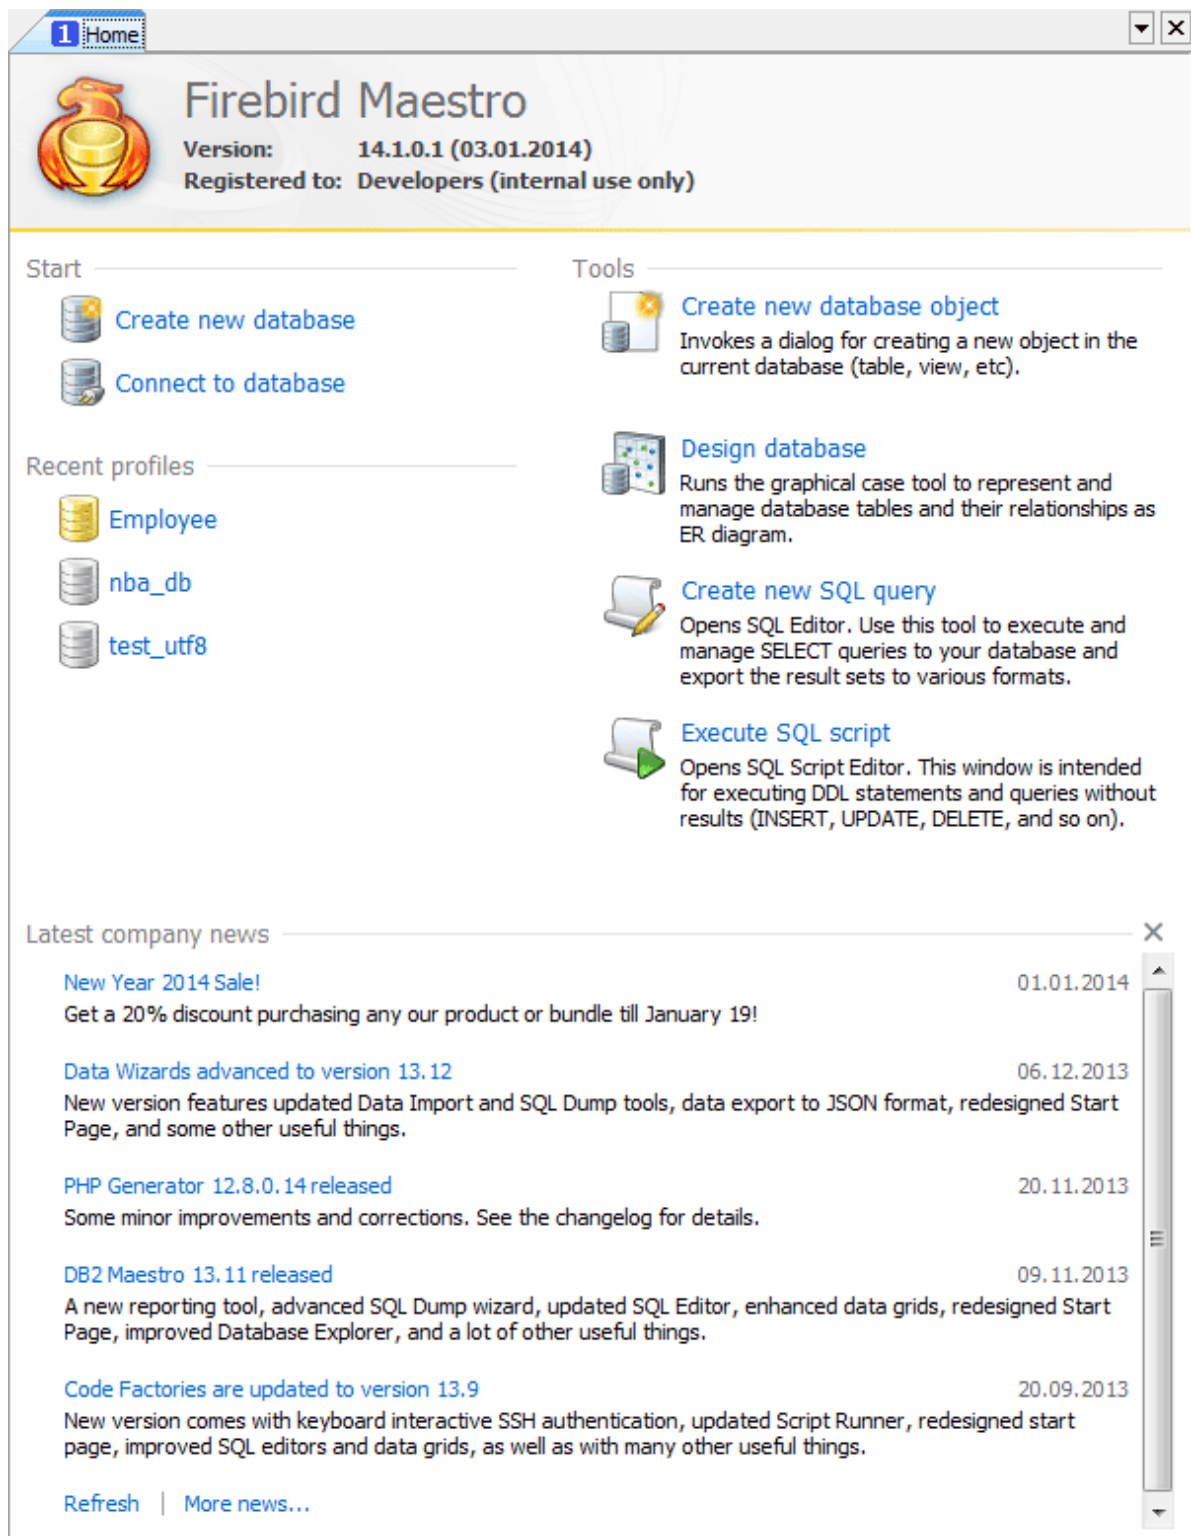 1 Home
Firebird Maestro
Version: 14.1.0.1 (03.01.2014)
Registered to: Developers (internal use only)
Start
Create new database
Connect to database
Recent profiles
Employee
nba_db
test_utf8
Tools
Create new database object
Invokes a dialog for creating a new object in the
current database (table, view, etc).
Design database
Runs the graphical case tool to represent and
manage database tables and their relationships as
ER diagram.
Create new SQL query
Opens SQL Editor. Use this tool to execute and
manage SELECT queries to your database and
export the result sets to various formats.
Execute SQL script
Opens SQL Script Editor. This window is intended
for executing DDL statements and queries without
results (INSERT, UPDATE, DELETE, and so on).
Latest company news
New Year 2014 Sale! 01.01.2014
Get a 20% discount purchasing any our product or bundle till January 19!
Data Wizards advanced to version 13.12 06.12.2013
New version features updated Data Import and SQL Dump tools, data export to JSON format, redesigned Start
Page, and some other useful things.
PHP Generator 12.8.0.14 released 20.11.2013
Some minor improvements and corrections. See the changelog for details.
DB2 Maestro 13.11 released 09.11.2013
A new reporting tool, advanced SQL Dump wizard, updated SQL Editor, enhanced data grids, redesigned Start
Page, improved Database Explorer, and a lot of other useful things.
Code Factories are updated to version 13.9 20.09.2013
New version comes with keyboard interactive SSH authentication, updated Script Runner, redesigned start
page, improved SQL editors and data grids, as well as with many other useful things.
Refresh | More news...